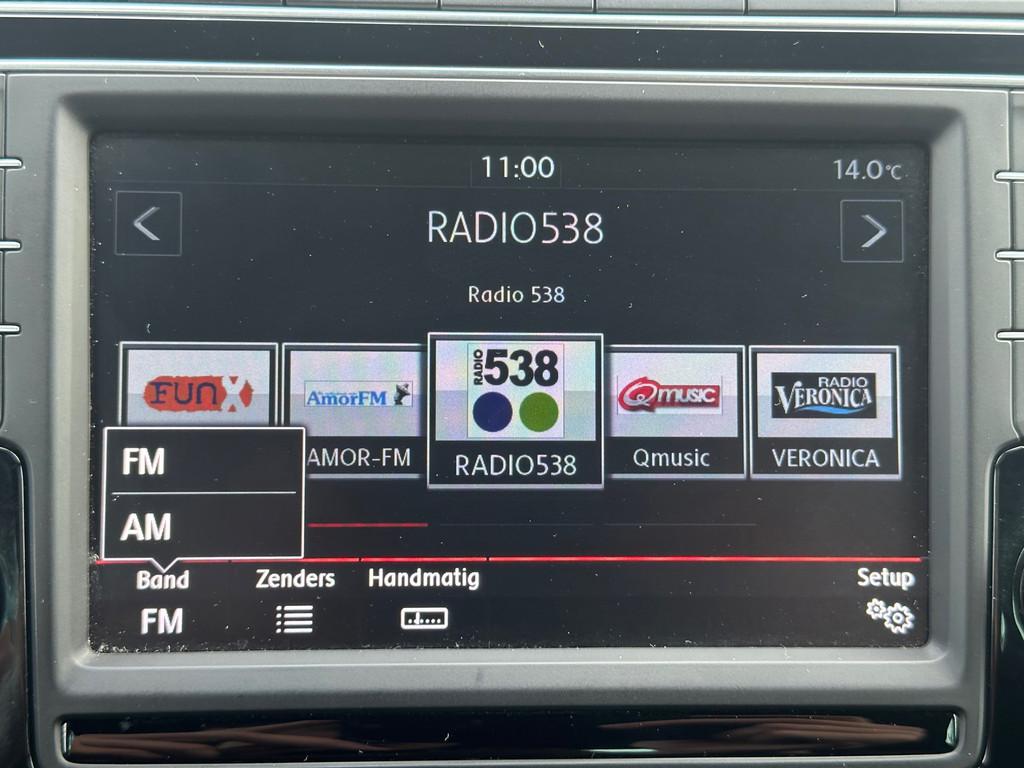 11:00
14.0°C
RADIO538
Radio 538
FUNX
AmorFM
RADIO 538
Qmusic
RADIO VERONICA
AMOR-FM
RADIO538
Qmusic
VERONICA
FM
AM
Band
Zenders
Handmatig
Setup
FM